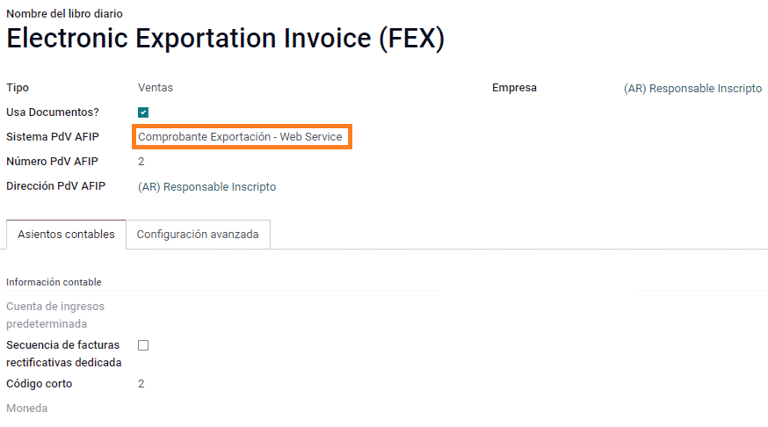 Nombre del libro diario
Electronic Exportation Invoice (FEX)
Tipo Ventas Empresa (AR) Responsable Inscripto
Usa Documentos?
Sistema PdV AFIP Comprobante Exportación - Web Service
Número PdV AFIP 2
Dirección PdV AFIP (AR) Responsable Inscripto
Asientos contables Configuración avanzada
Información contable
Cuenta de ingresos
predeterminada
Secuencia de facturas
rectificativas dedicada
Código corto 2
Moneda